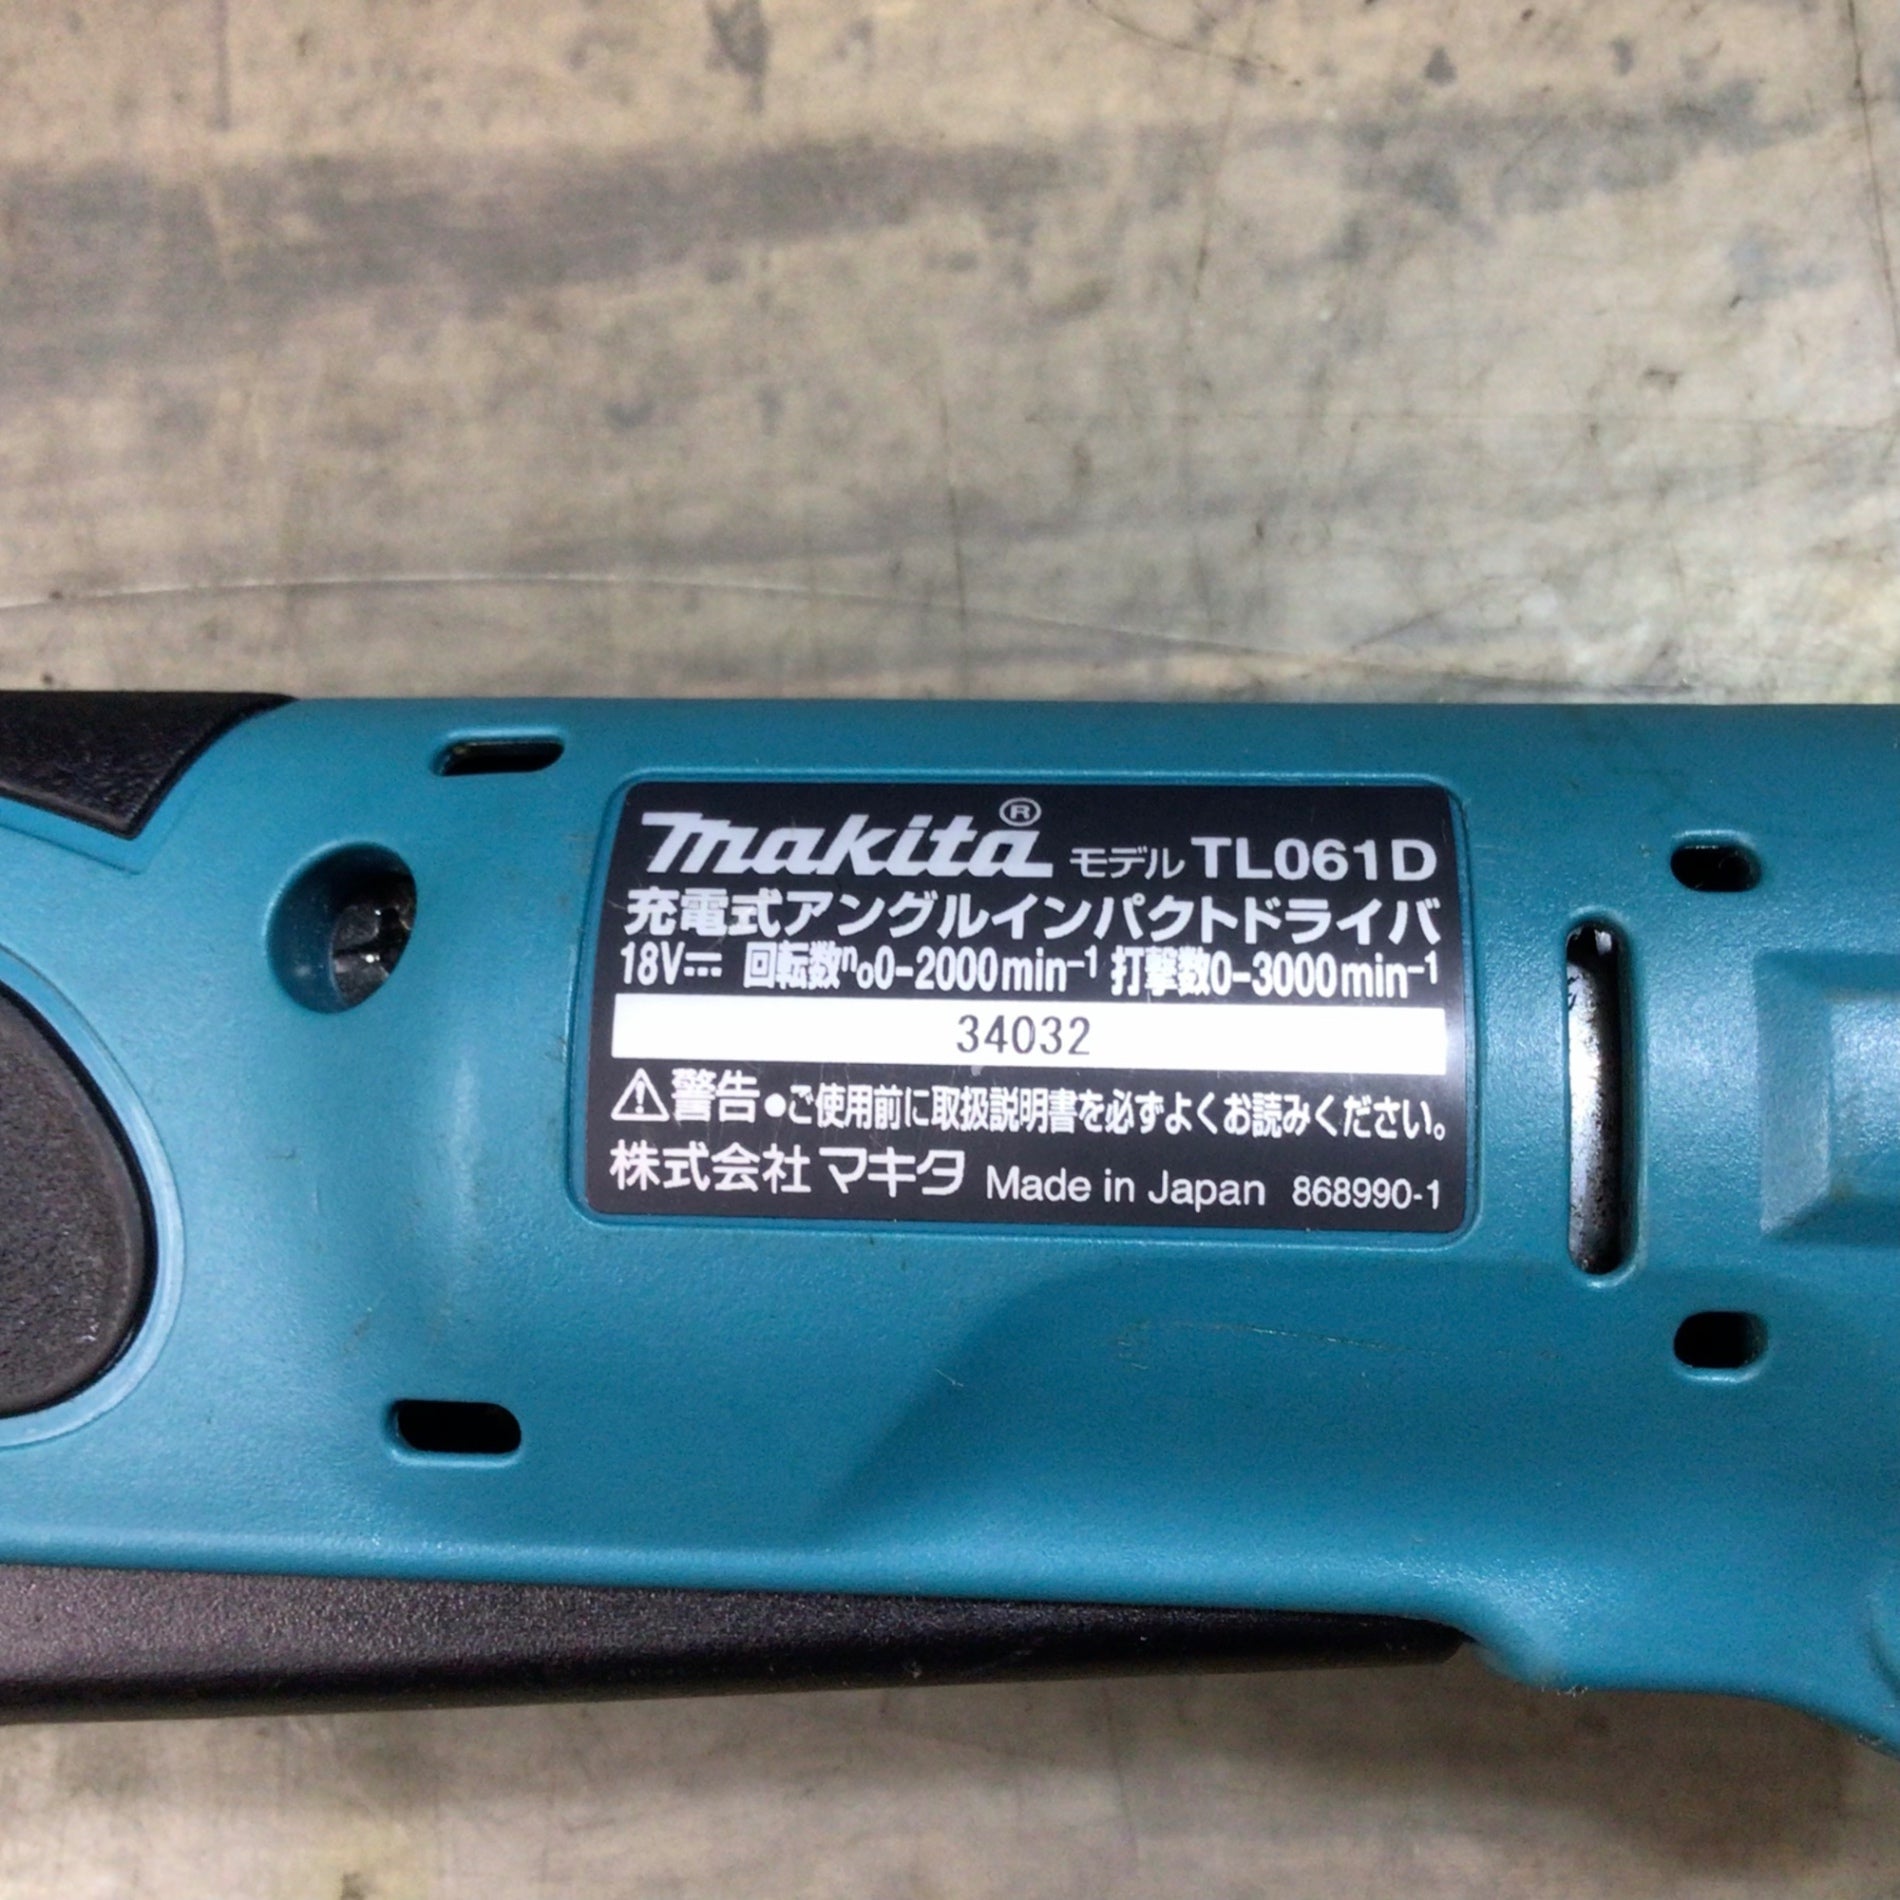 makita® モデル TL061D
充電式アングルインパクトドライバ
18V⎓ 回転数n₀0-2000min⁻¹ 打撃数0-3000min⁻¹
34032
⚠警告●ご使用前に取扱説明書を必ずよくお読みください。
株式会社マキタ Made in Japan 868990-1